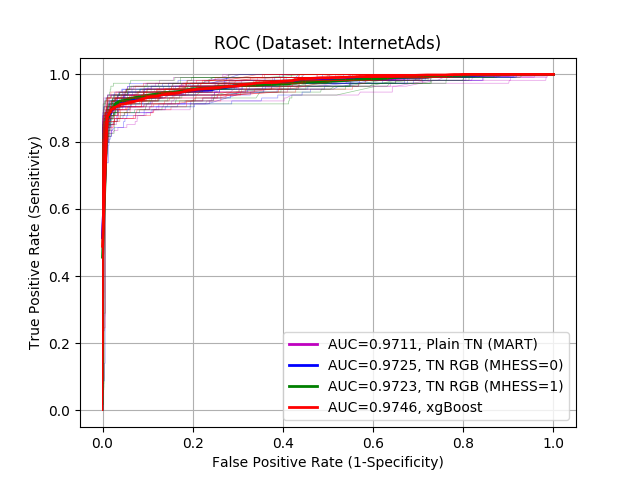 ROC (Dataset: InternetAds)
True Positive Rate (Sensitivity)
1.0
0.8
0.6
0.4
0.2
0.0
AUC=0.9711, Plain TN (MART)
AUC=0.9725, TN RGB (MHESS=0)
AUC=0.9723, TN RGB (MHESS=1)
AUC=0.9746, xgBoost
0.0 0.2 0.4 0.6 0.8 1.0
False Positive Rate (1-Specificity)